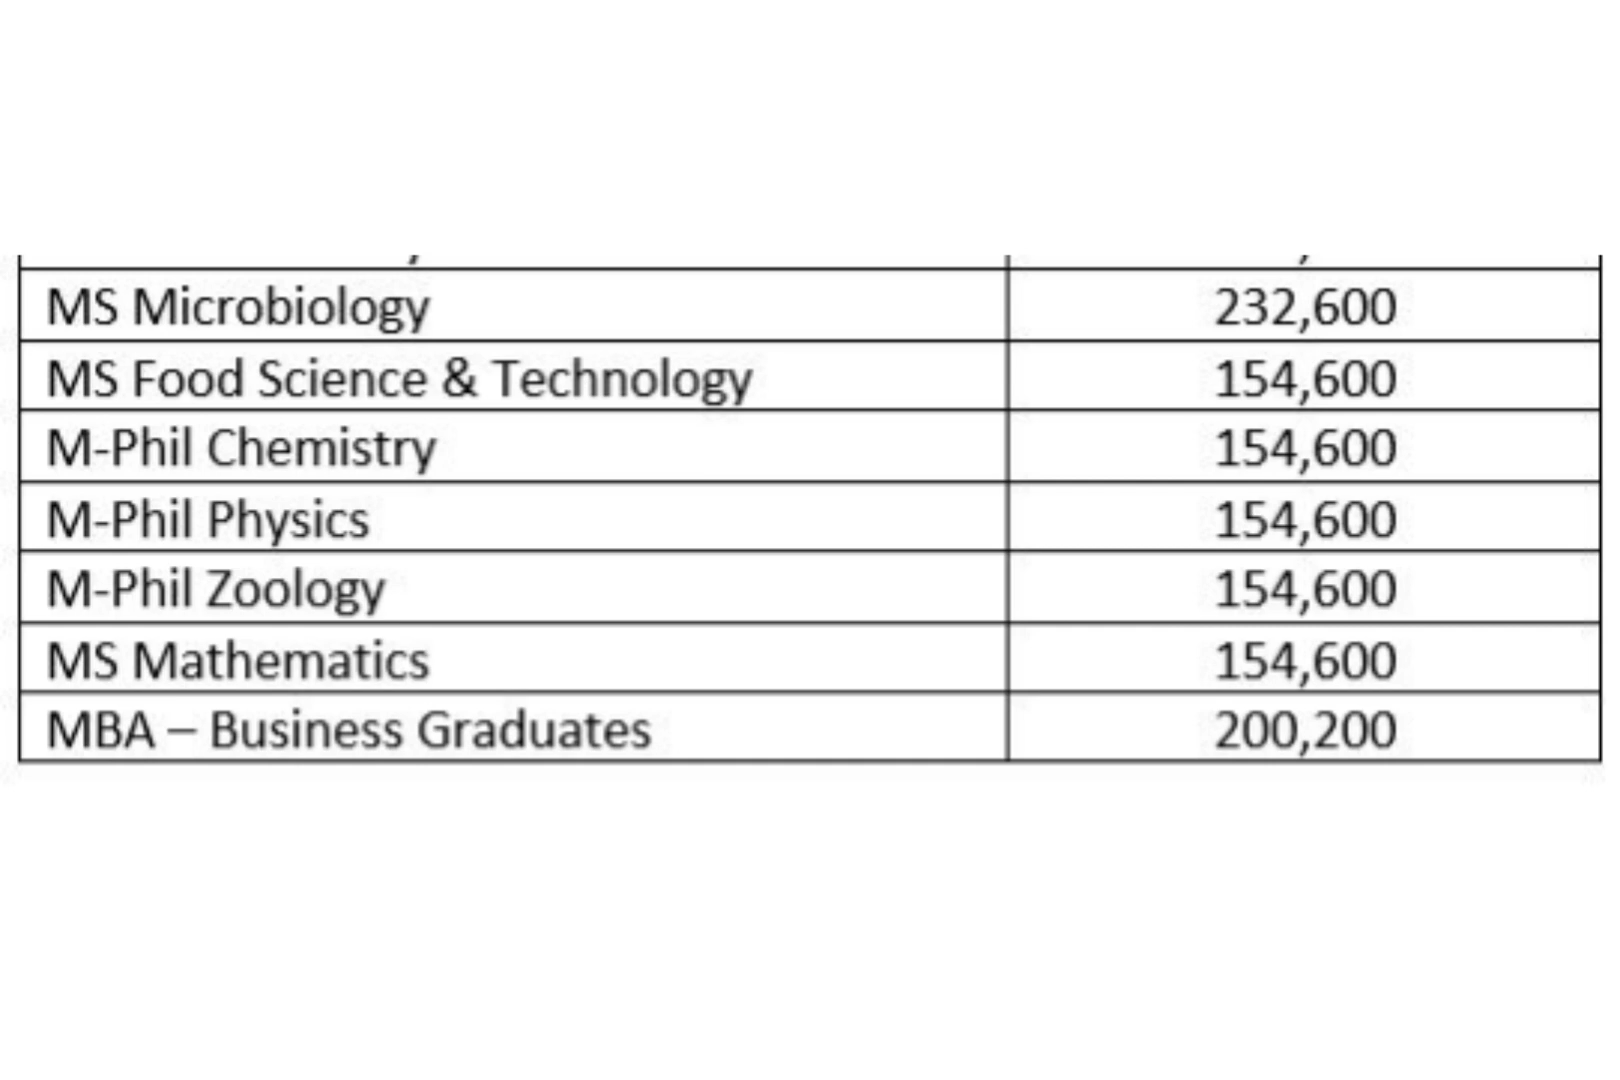 MS Microbiology 232,600
MS Food Science & Technology 154,600
M-Phil Chemistry 154,600
M-Phil Physics 154,600
M-Phil Zoology 154,600
MS Mathematics 154,600
MBA – Business Graduates 200,200